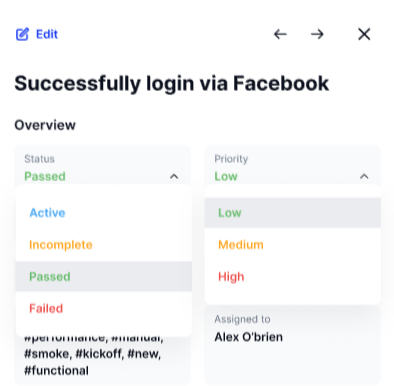 Edit
Successfully login via Facebook
Overview
Status
Passed
Priority
Low
Active
Incomplete
Passed
Failed
Low
Medium
High
#performance, #manual,
#smoke, #kickoff, #new,
#functional
Assigned to
Alex O'brien